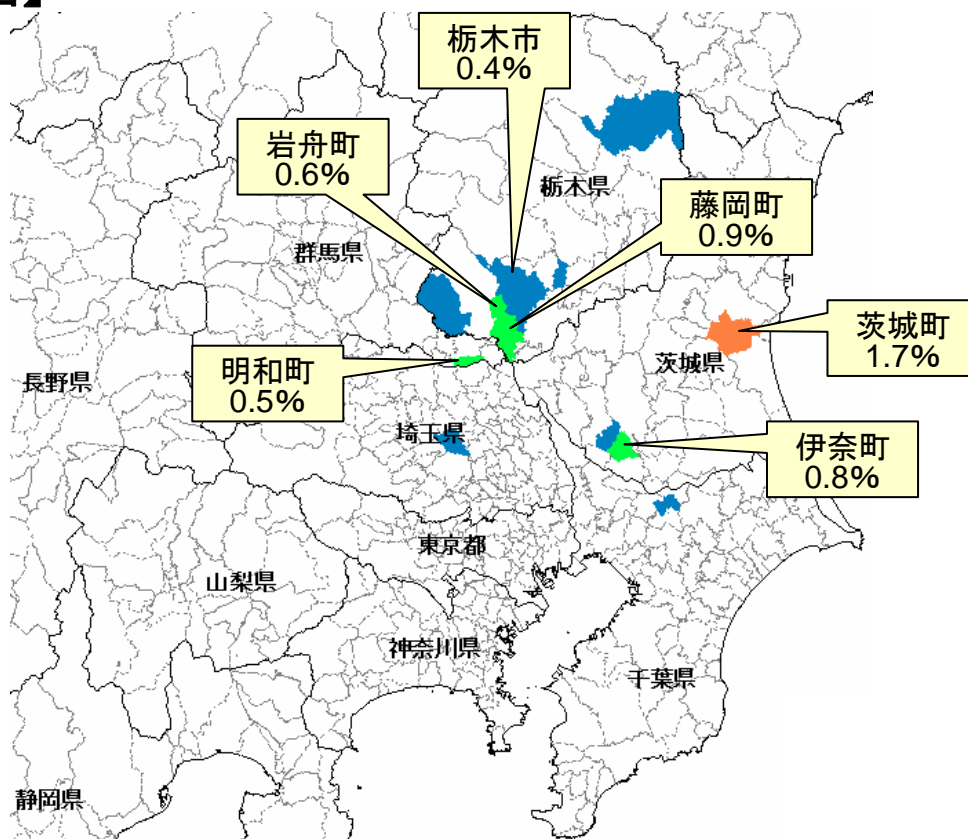 栃木市
0.4%
岩舟町
0.6%
栃木県
藤岡町
0.9%
群馬県
茨城町
1.7%
茨城県
長野県
明和町
0.5%
埼玉県
伊奈町
0.8%
東京都
山梨県
神奈川県
千葉県
静岡県